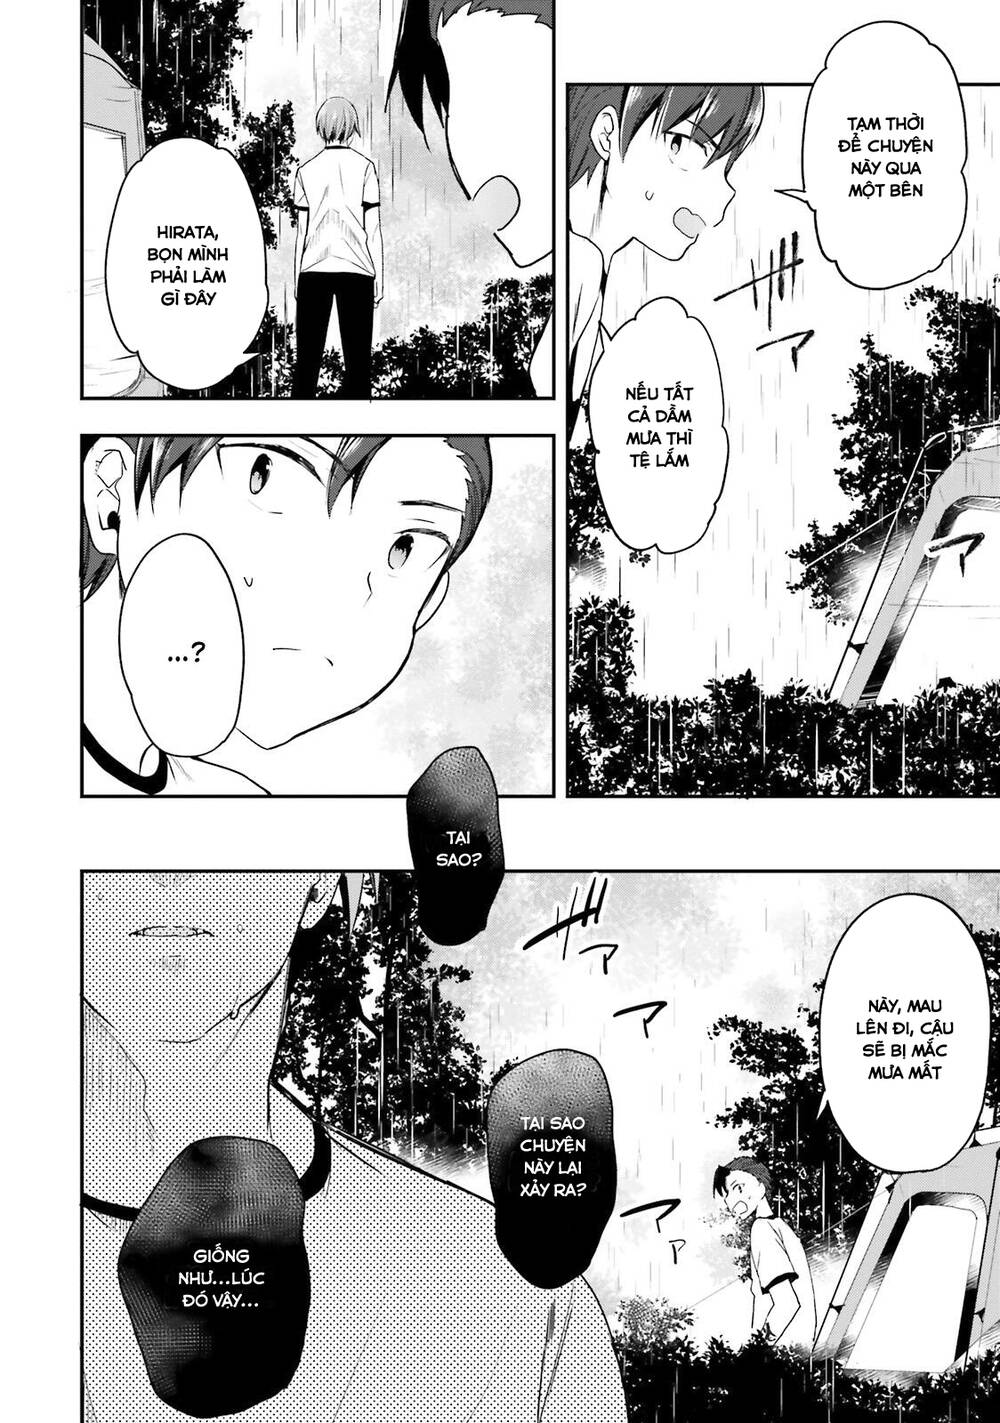 TẠM THỜI
ĐỂ CHUYỆN
NÀY QUA
MỘT BÊN
NẾU TẤT
CẢ DẦM
MƯA THÌ
TỆ LẮM
HIRATA,
BỌN MÌNH
PHẢI LÀM
GÌ ĐÂY
...?
NÀY, MAU
LÊN ĐI, CẬU
SẼ BỊ MẮC
MƯA MẤT
TẠI
SAO?
TẠI SAO
CHUYỆN
NÀY LẠI
XẢY RA?
GIỐNG
NHƯ...LÚC
ĐÓ VẬY...